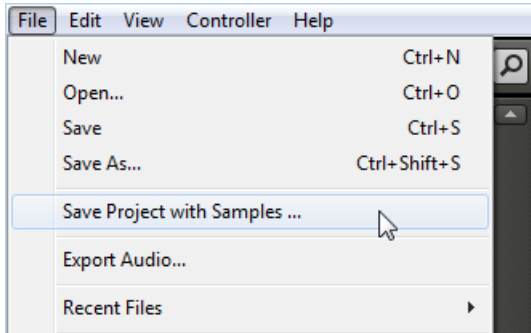 File Edit View Controller Help
New Ctrl+N
Open... Ctrl+O
Save Ctrl+S
Save As... Ctrl+Shift+S
Save Project with Samples ...
Export Audio...
Recent Files